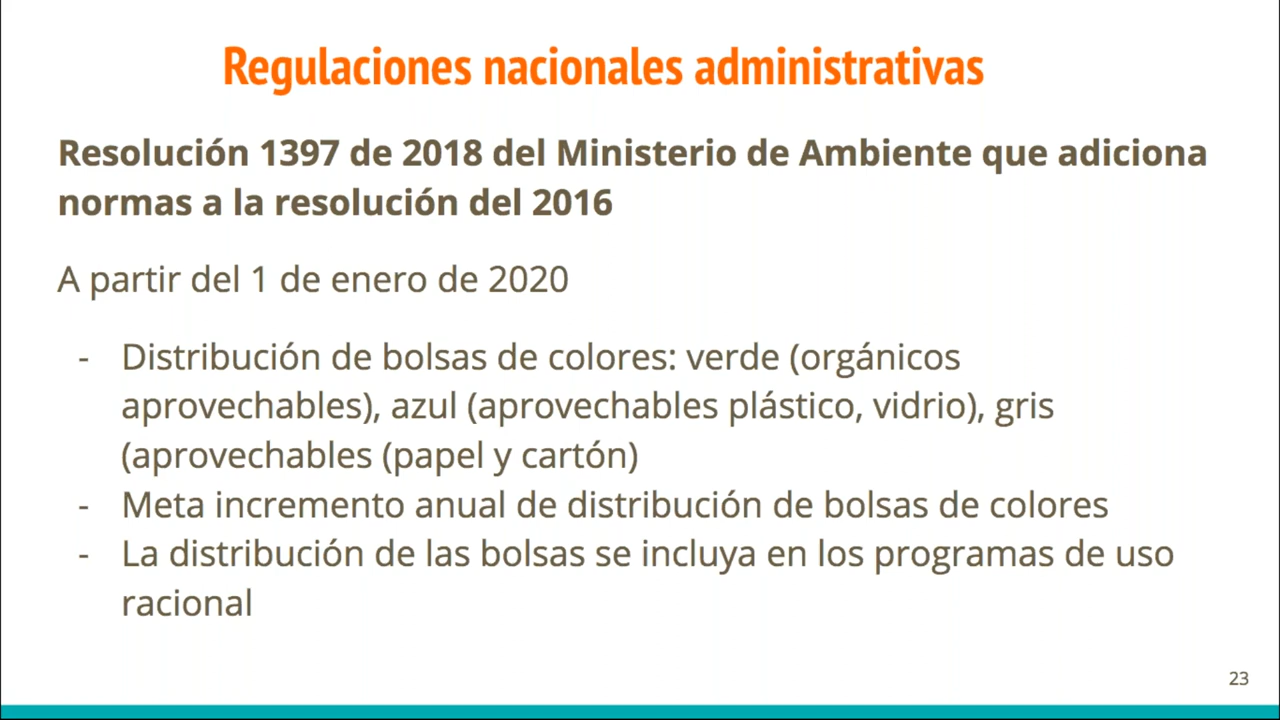 Regulaciones nacionales administrativas
Resolución 1397 de 2018 del Ministerio de Ambiente que adiciona
normas a la resolución del 2016
A partir del 1 de enero de 2020
- Distribución de bolsas de colores: verde (orgánicos
aprovechables), azul (aprovechables plástico, vidrio), gris
(aprovechables (papel y cartón)
- Meta incremento anual de distribución de bolsas de colores
- La distribución de las bolsas se incluya en los programas de uso
racional
23